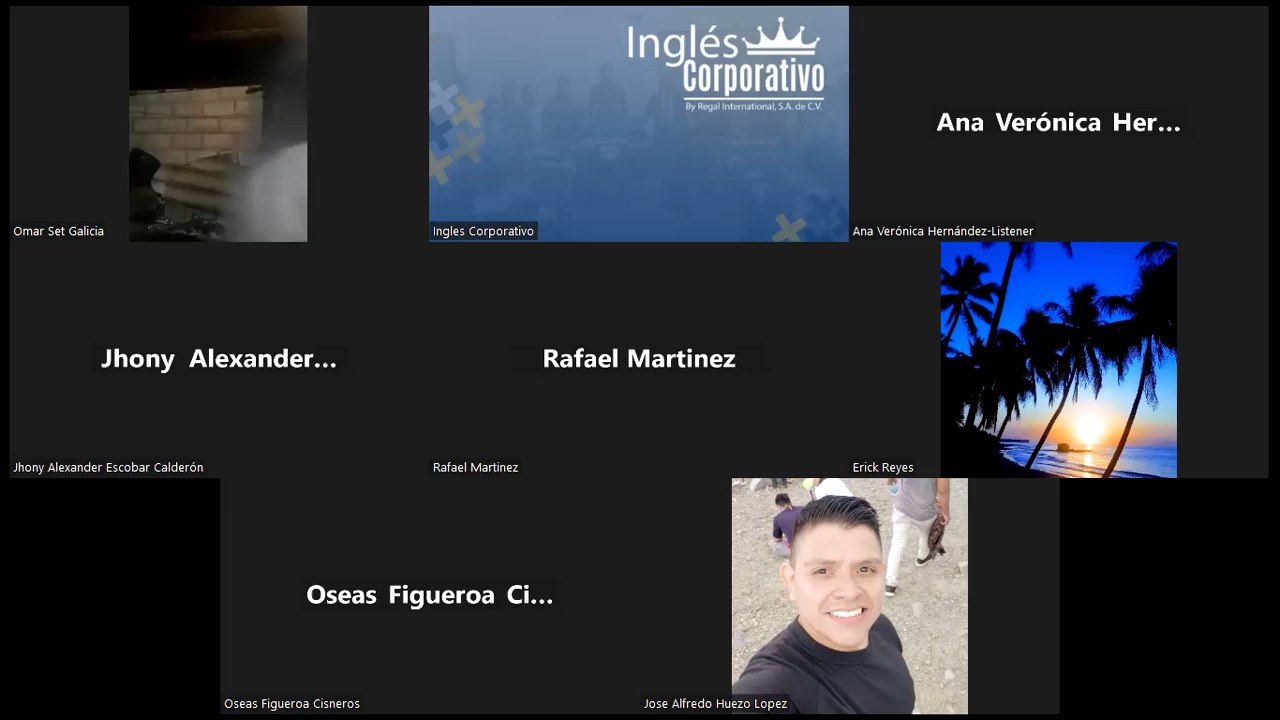 Inglés
Corporativo
By Regal International, S.A. de C.V.
Ana Verónica Her...
Omar Set Galicia
Ingles Corporativo
Ana Verónica Hernández-Listener
Jhony Alexander...
Rafael Martinez
Jhony Alexander Escobar Calderón
Rafael Martinez
Erick Reyes
Oseas Figueroa Ci...
Oseas Figueroa Cisneros
Jose Alfredo Huezo Lopez